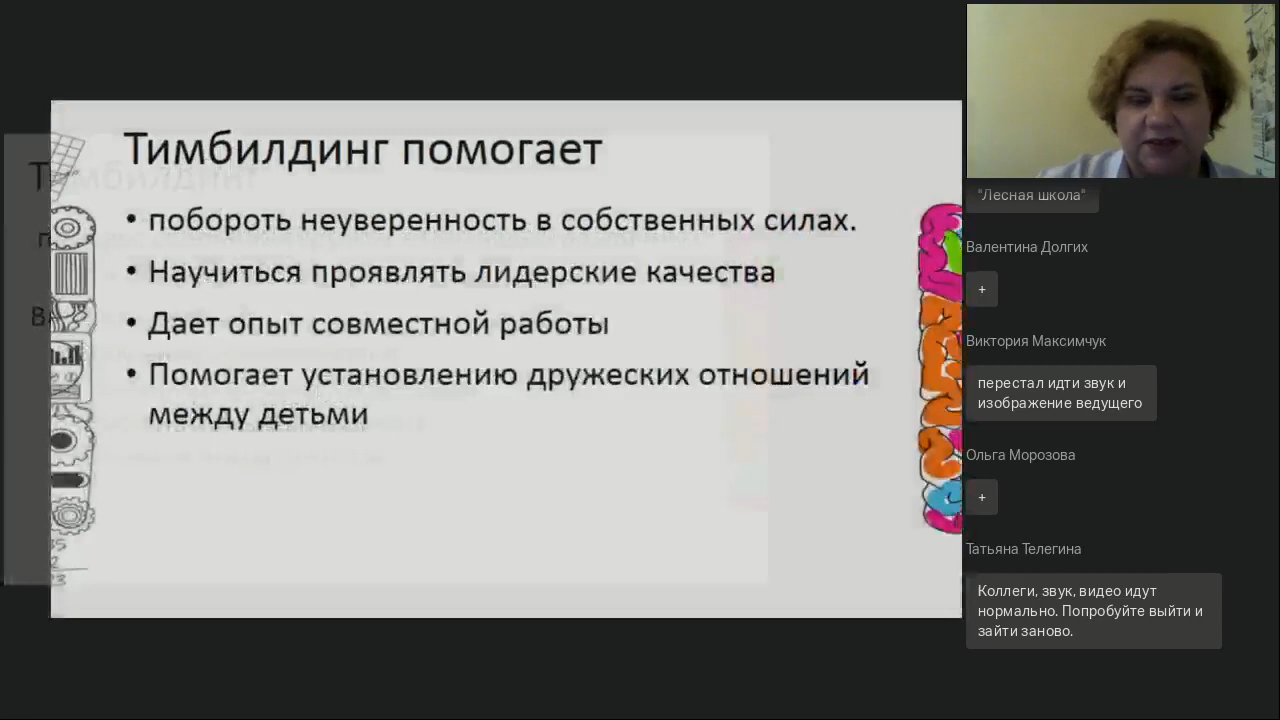 Тимбилдинг помогает
• побороть неуверенность в собственных силах.
• Научиться проявлять лидерские качества
• Дает опыт совместной работы
• Помогает установлению дружеских отношений
между детьми
"Лесная школа"
Валентина Долгих
+
Виктория Максимчук
перестал идти звук и
изображение ведущего
Ольга Морозова
+
Татьяна Телегина
Коллеги, звук, видео идут
нормально. Попробуйте выйти и
зайти заново.